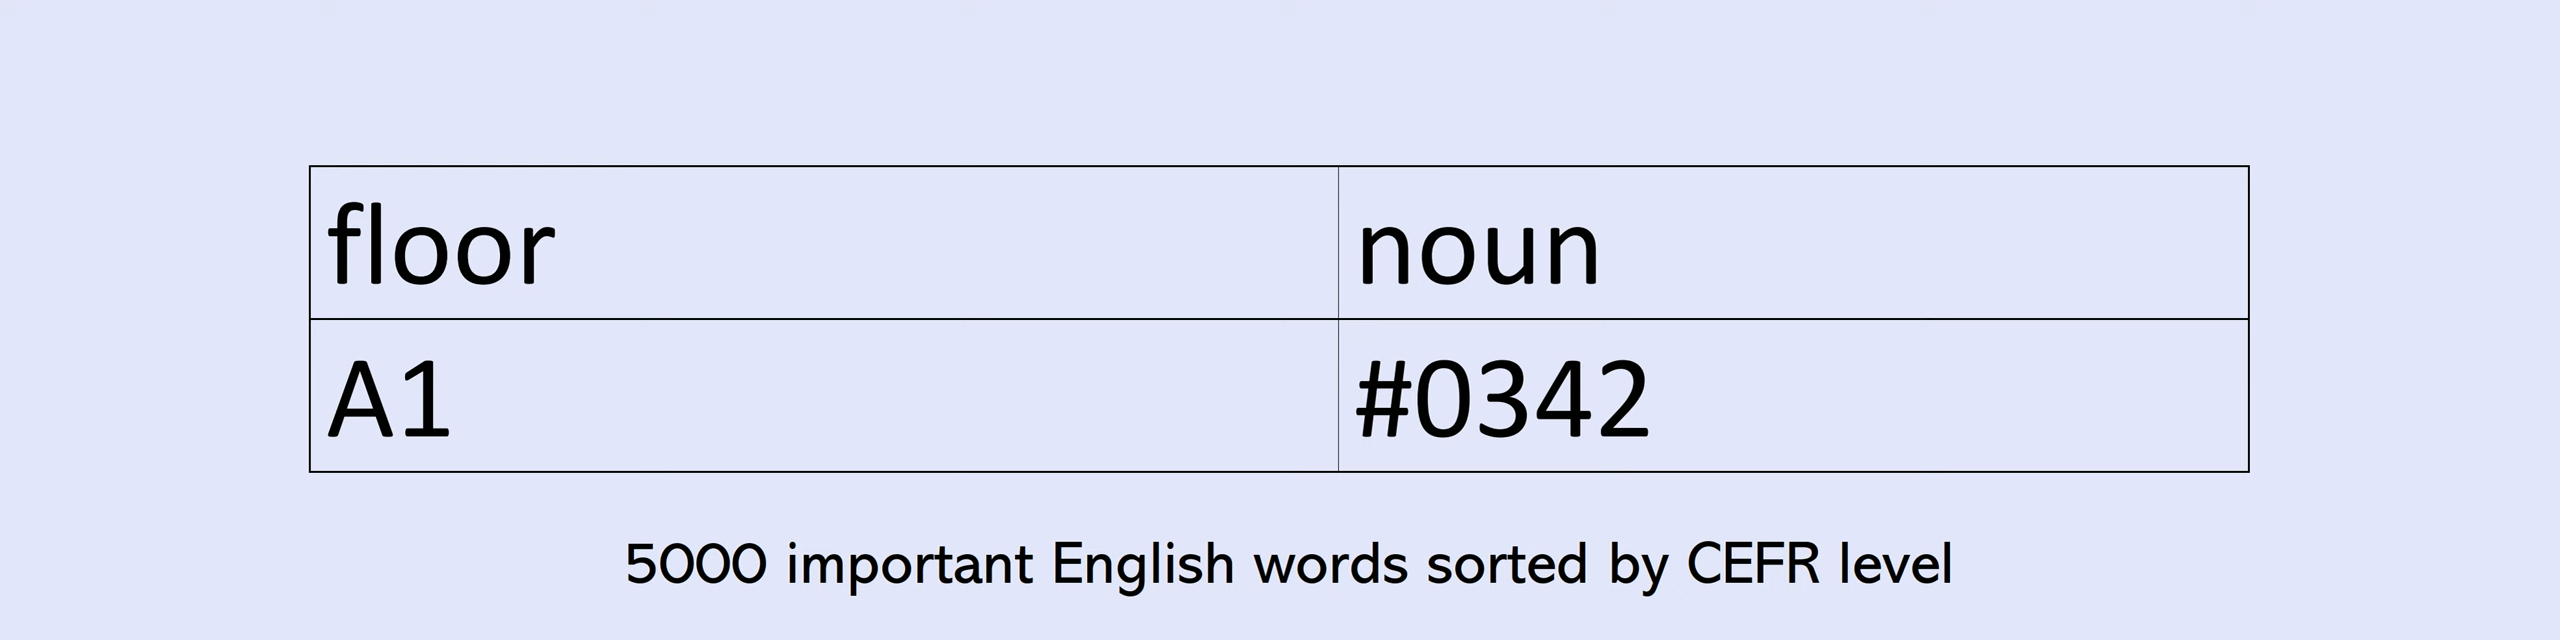 floor noun
A1 #0342
5000 important English words sorted by CEFR level